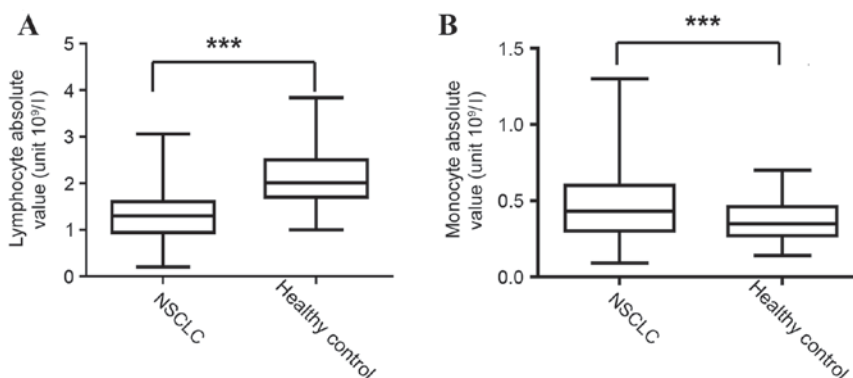 A
Lymphocyte absolute
value (unit 10⁹/l)
5
4
3
2
1
0
***
NSCLC
Healthy control
B
Monocyte absolute
value (unit 10⁹/l)
1.5
1.0
0.5
0.0
***
NSCLC
Healthy control